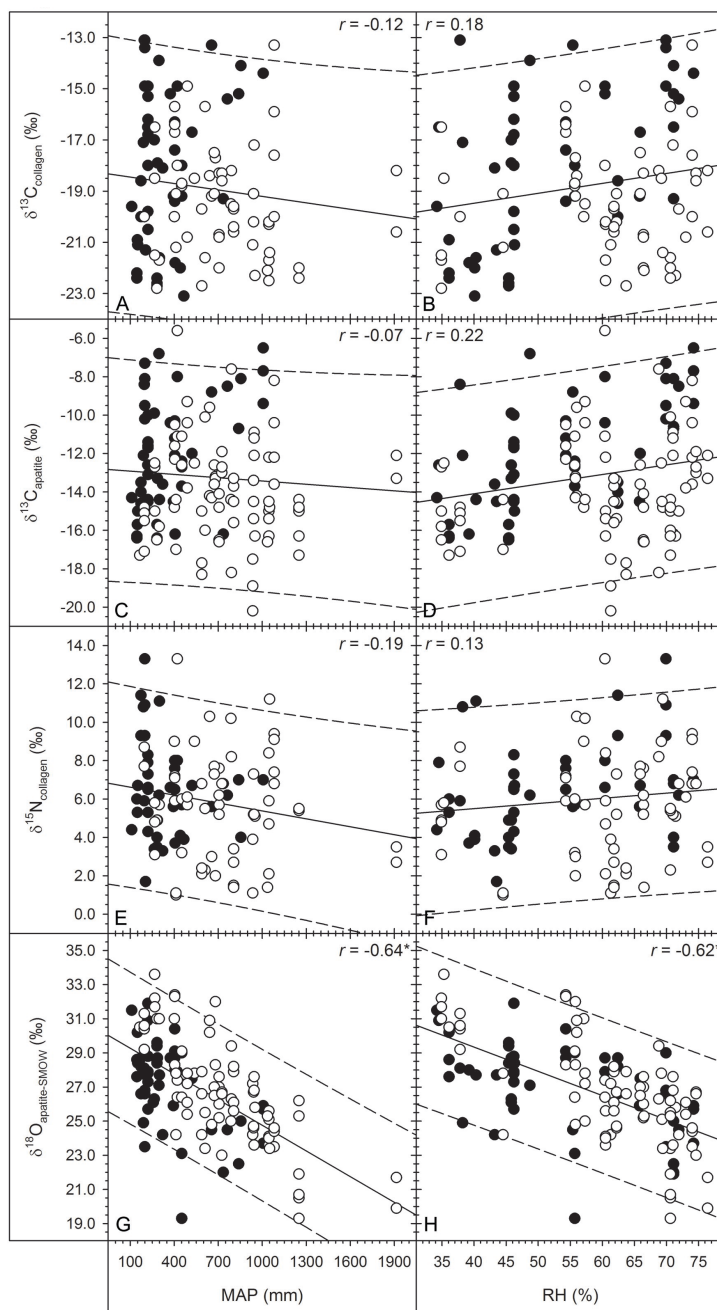 r = -0.12
0.18
-13.0
-15.0
-17.0
-19.0
-21.0
-23.0
δ13Ccollagen (‰)
A
B
r = -0.07
0.22
-6.0
-8.0
-10.0
-12.0
-14.0
-16.0
-18.0
-20.0
δ13Capatite (‰)
C
D
r = -0.19
r = 0.13
14.0
12.0
10.0
8.0
6.0
4.0
2.0
0.0
δ15Ncollagen (‰)
E
F
r = -0.64*
r = -0.62*
35.0
33.0
31.0
29.0
27.0
25.0
23.0
21.0
19.0
δ18Oapatite-SMOW (‰)
G
H
100 400 700 1000 1300 1600 1900
35 40 45 50 55 60 65 70 75
MAP (mm)
RH (%)